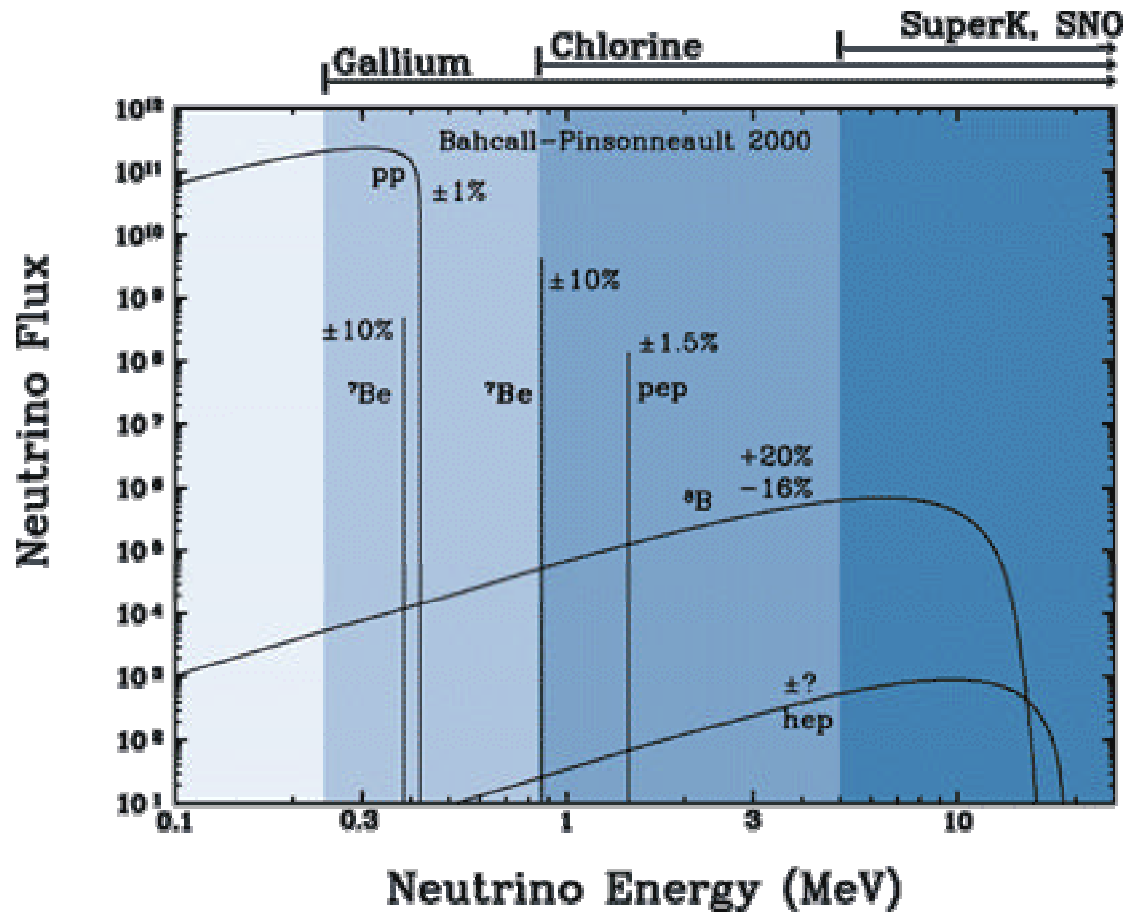 SuperK, SNO
Chlorine
Gallium
Bahcall-Pinsonneault 2000
10¹²
10¹¹
10¹⁰
10⁹
10⁸
10⁷
10⁶
10⁵
10⁴
10³
10²
10¹
Neutrino Flux
pp
±1%
±10%
⁷Be
±10%
⁷Be
±1.5%
pep
+20%
-16%
⁸B
±?
hep
0.1 0.3 1 3 10
Neutrino Energy (MeV)